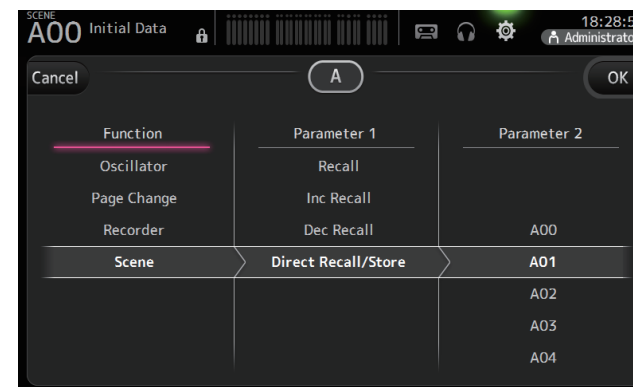 SCENE
A00 Initial Data
18:28:5
Administrato
Cancel
A
OK
Function Parameter 1 Parameter 2
Oscillator Recall
Page Change Inc Recall
Recorder Dec Recall A00
Scene Direct Recall/Store A01
A02
A03
A04